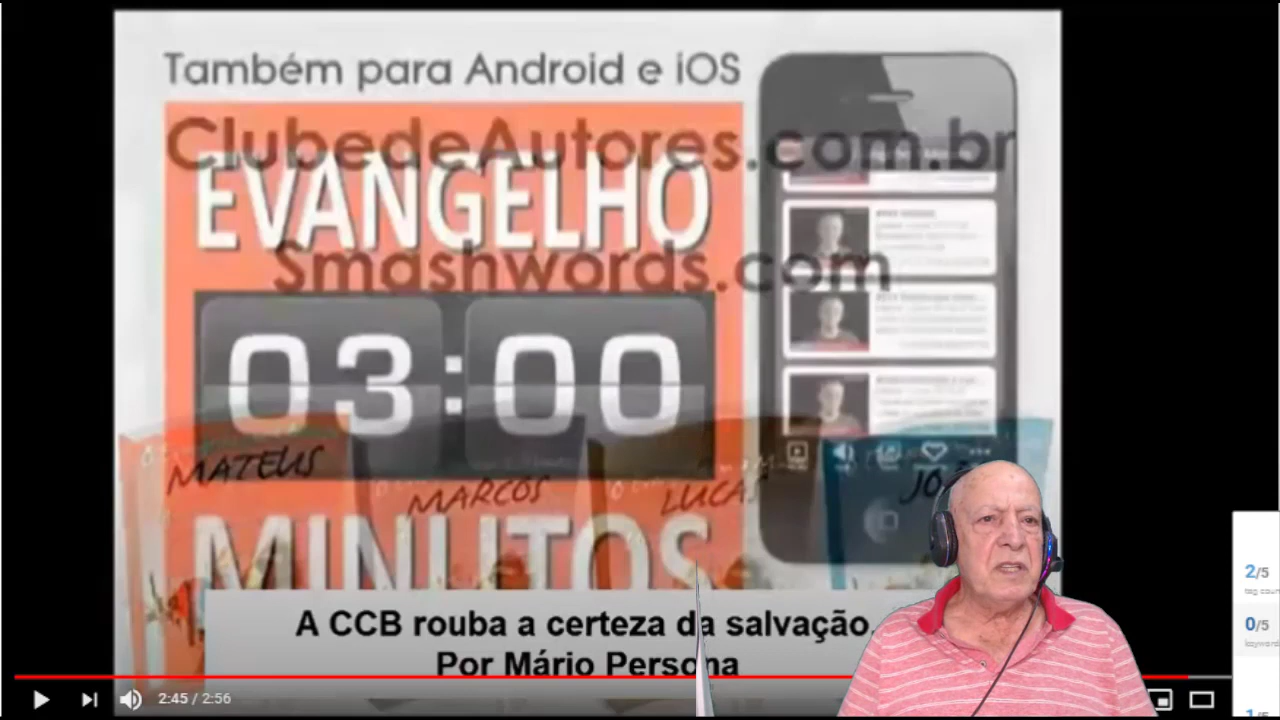 Também para Android e iOS
ClubedeAutores.com.br
EVANGELHO
Smashwords.com
03:00
MATEUS
MARCOS
LUCAS
MINUTOS
A CCB rouba a certeza da salvação.
Por Mário Persona
2:45 / 2:56
2/5
0/5